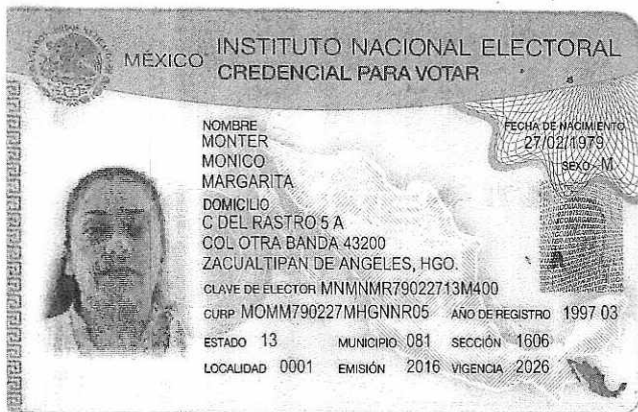 MÉXICO
INSTITUTO NACIONAL ELECTORAL
CREDENCIAL PARA VOTAR
NOMBRE
MONTER
MONICO
MARGARITA
FECHA DE NACIMIENTO
27/02/1979
SEXO M
DOMICILIO
C DEL RASTRO 5 A
COL OTRA BANDA 43200
ZACUALTIPAN DE ANGELES, HGO.
CLAVE DE ELECTOR MNMNMR79022713M400
CURP MOMM790227MHGNNR05 AÑO DE REGISTRO 1997 03
ESTADO 13 MUNICIPIO 081 SECCIÓN 1606
LOCALIDAD 0001 EMISIÓN 2016 VIGENCIA 2026